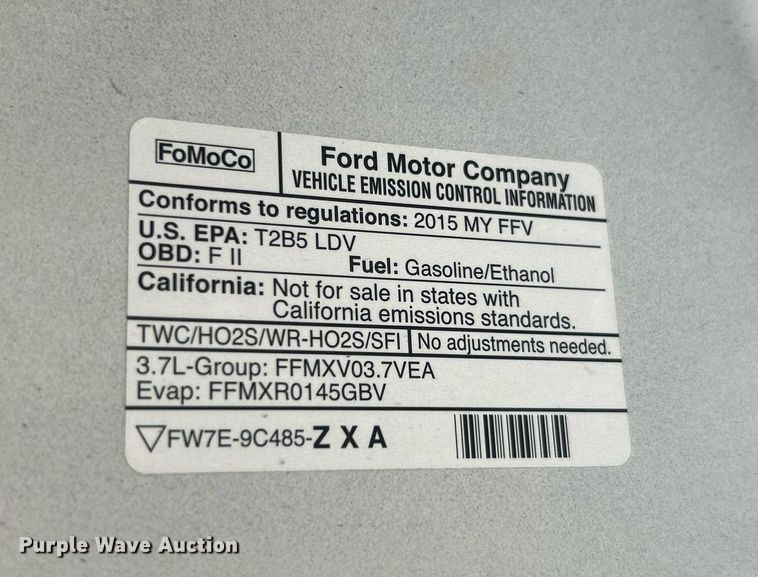 FoMoCo
Ford Motor Company
VEHICLE EMISSION CONTROL INFORMATION
Conforms to regulations: 2015 MY FFV
U.S. EPA: T2B5 LDV
OBD: F II
Fuel: Gasoline/Ethanol
California: Not for sale in states with
California emissions standards.
TWC/HO2S/WR-HO2S/SFI
No adjustments needed.
3.7L-Group: FFMXV03.7VEA
Evap: FFMXR0145GBV
▽FW7E-9C485-Z X A
Purple Wave Auction